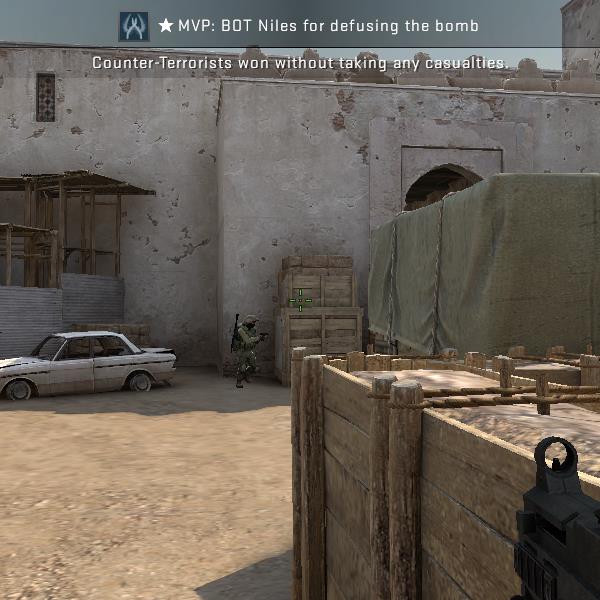 ★ MVP: BOT Niles for defusing the bomb
Counter-Terrorists won without taking any casualties.